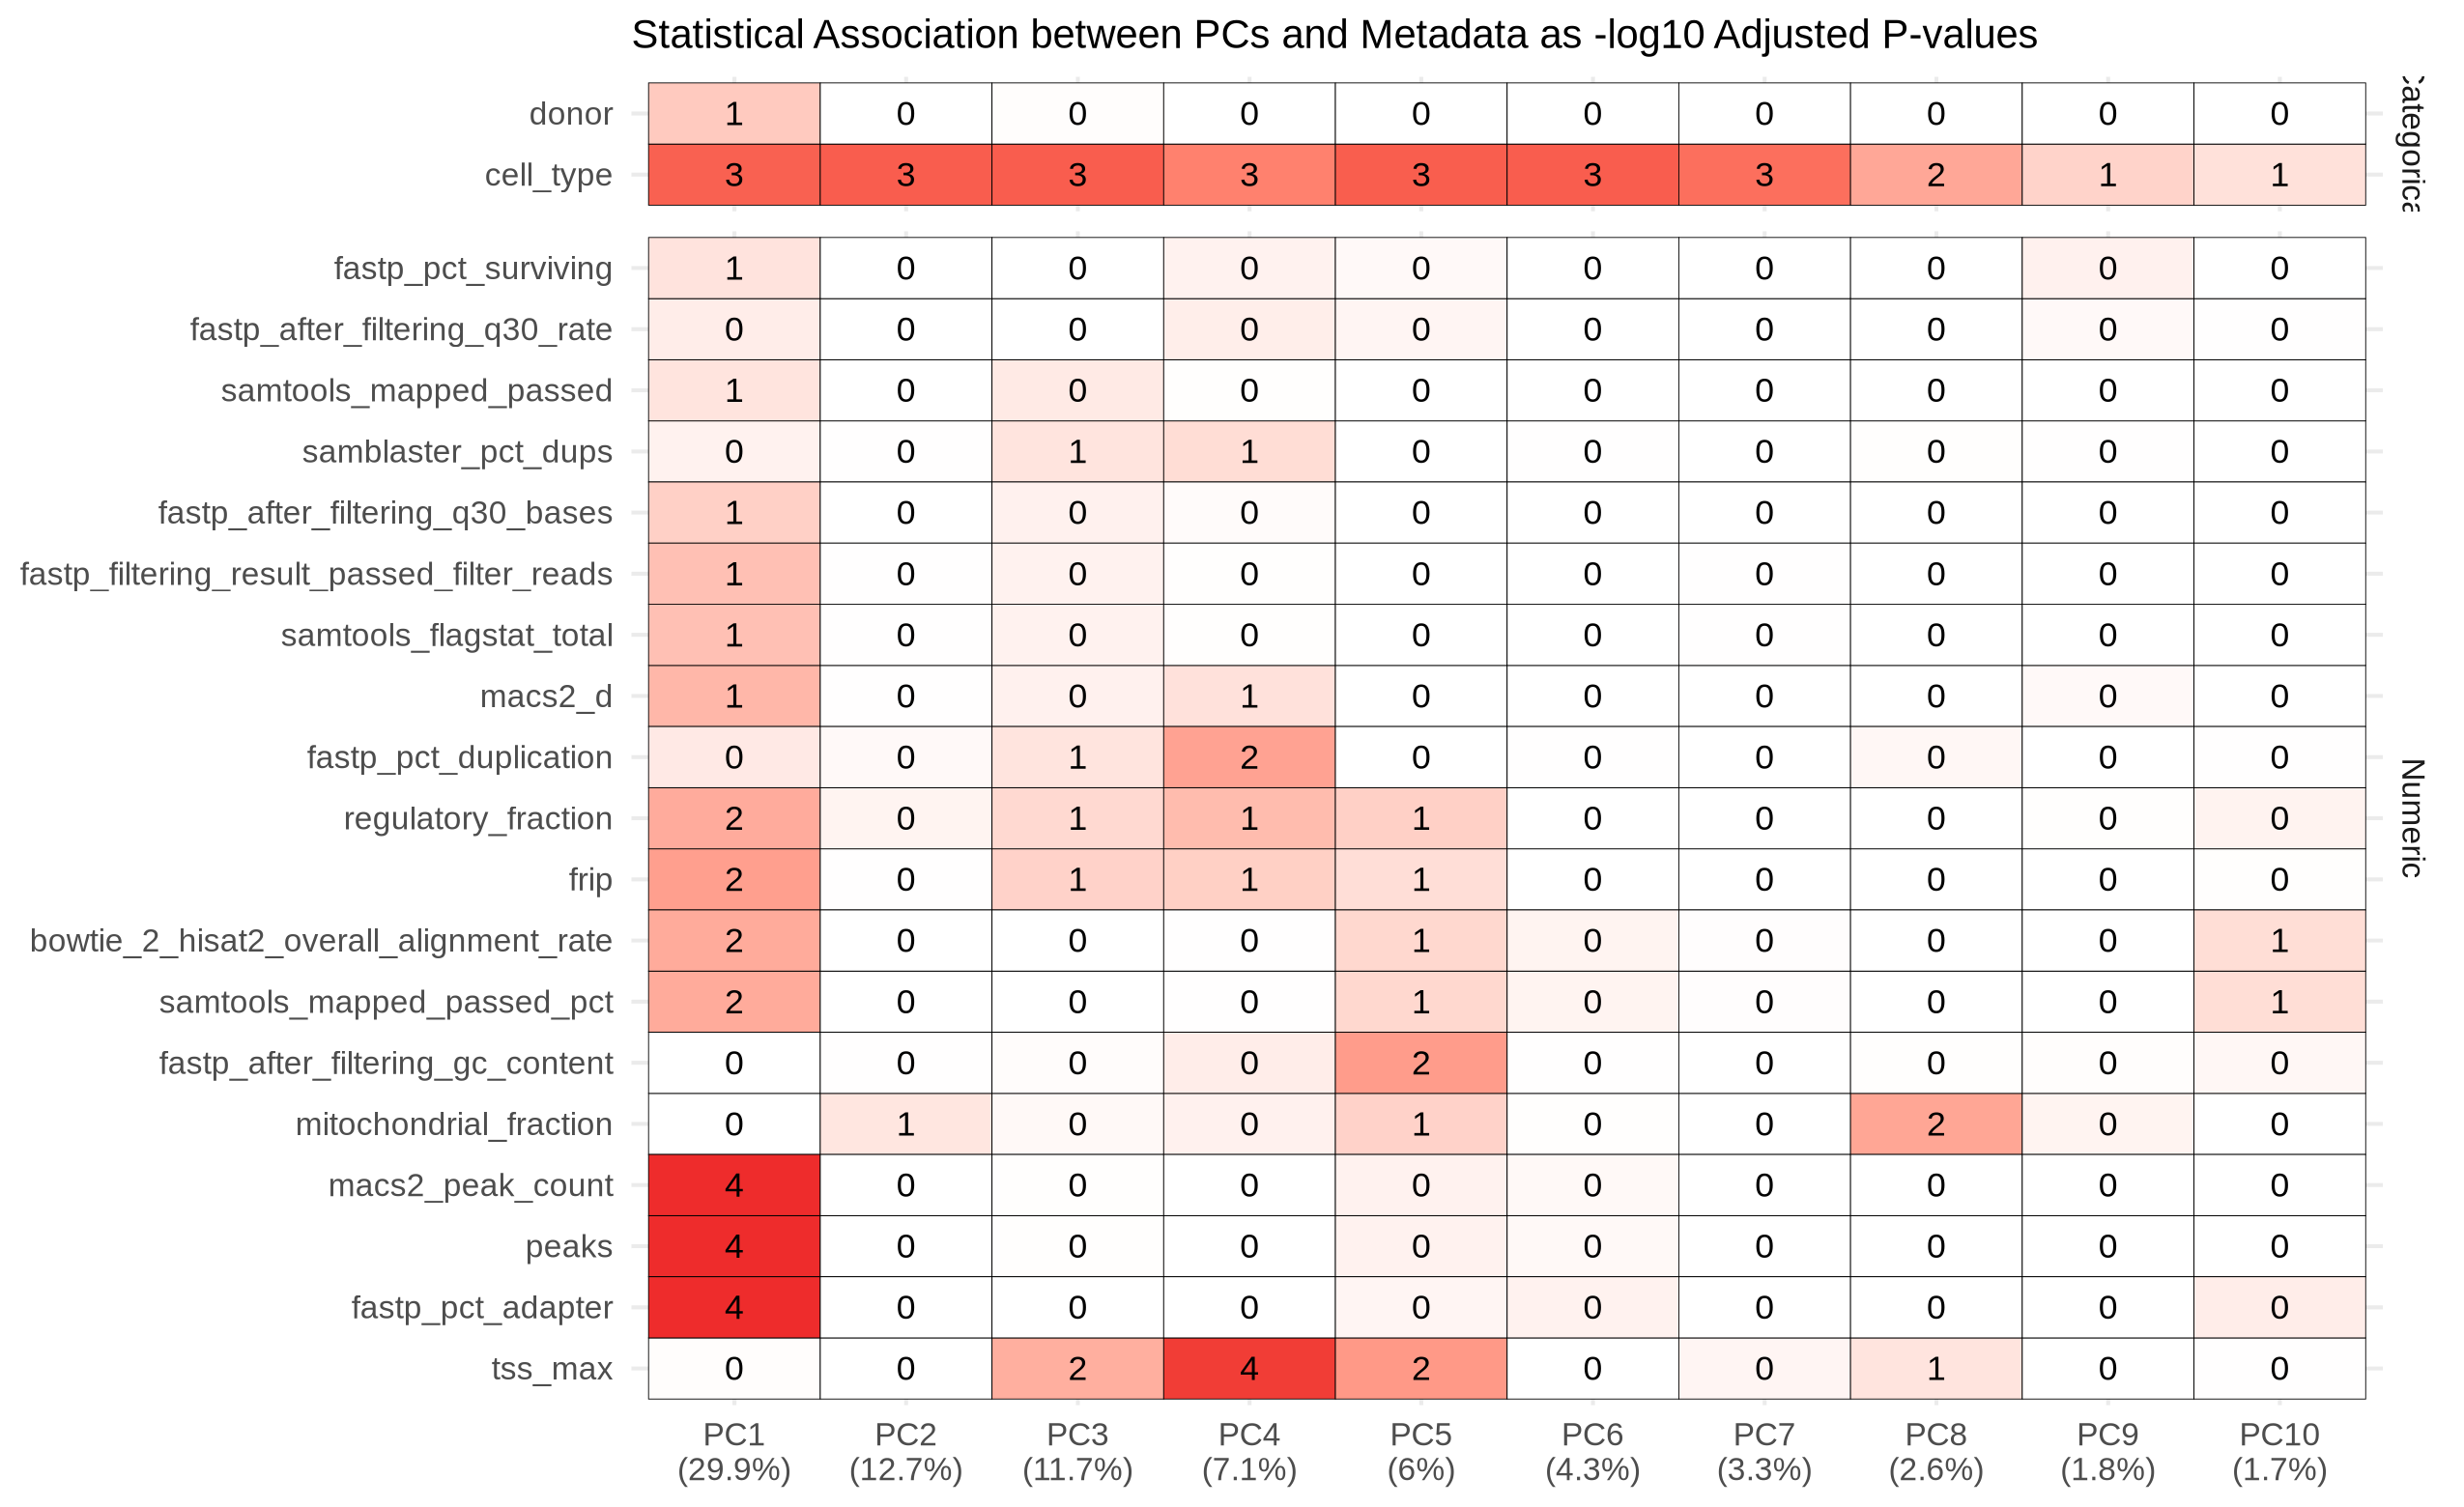 Statistical Association between PCs and Metadata as -log10 Adjusted P-values
donor 1 0 0 0 0 0 0 0 0 0
cell_type 3 3 3 3 3 3 3 2 1 1
Categorica
fastp_pct_surviving 1 0 0 0 0 0 0 0 0 0
fastp_after_filtering_q30_rate 0 0 0 0 0 0 0 0 0 0
samtools_mapped_passed 1 0 0 0 0 0 0 0 0 0
samblaster_pct_dups 0 0 1 1 0 0 0 0 0 0
fastp_after_filtering_q30_bases 1 0 0 0 0 0 0 0 0 0
fastp_filtering_result_passed_filter_reads 1 0 0 0 0 0 0 0 0 0
samtools_flagstat_total 1 0 0 0 0 0 0 0 0 0
macs2_d 1 0 0 1 0 0 0 0 0 0
fastp_pct_duplication 0 0 1 2 0 0 0 0 0 0
regulatory_fraction 2 0 1 1 1 0 0 0 0 0
frip 2 0 1 1 1 0 0 0 0 0
bowtie_2_hisat2_overall_alignment_rate 2 0 0 0 1 0 0 0 0 1
samtools_mapped_passed_pct 2 0 0 0 1 0 0 0 0 1
fastp_after_filtering_gc_content 0 0 0 0 2 0 0 0 0 0
mitochondrial_fraction 0 1 0 0 1 0 0 2 0 0
macs2_peak_count 4 0 0 0 0 0 0 0 0 0
peaks 4 0 0 0 0 0 0 0 0 0
fastp_pct_adapter 4 0 0 0 0 0 0 0 0 0
tss_max 0 0 2 4 2 0 0 1 0 0
Numeric
PC1 PC2 PC3 PC4 PC5 PC6 PC7 PC8 PC9 PC10
(29.9%) (12.7%) (11.7%) (7.1%) (6%) (4.3%) (3.3%) (2.6%) (1.8%) (1.7%)